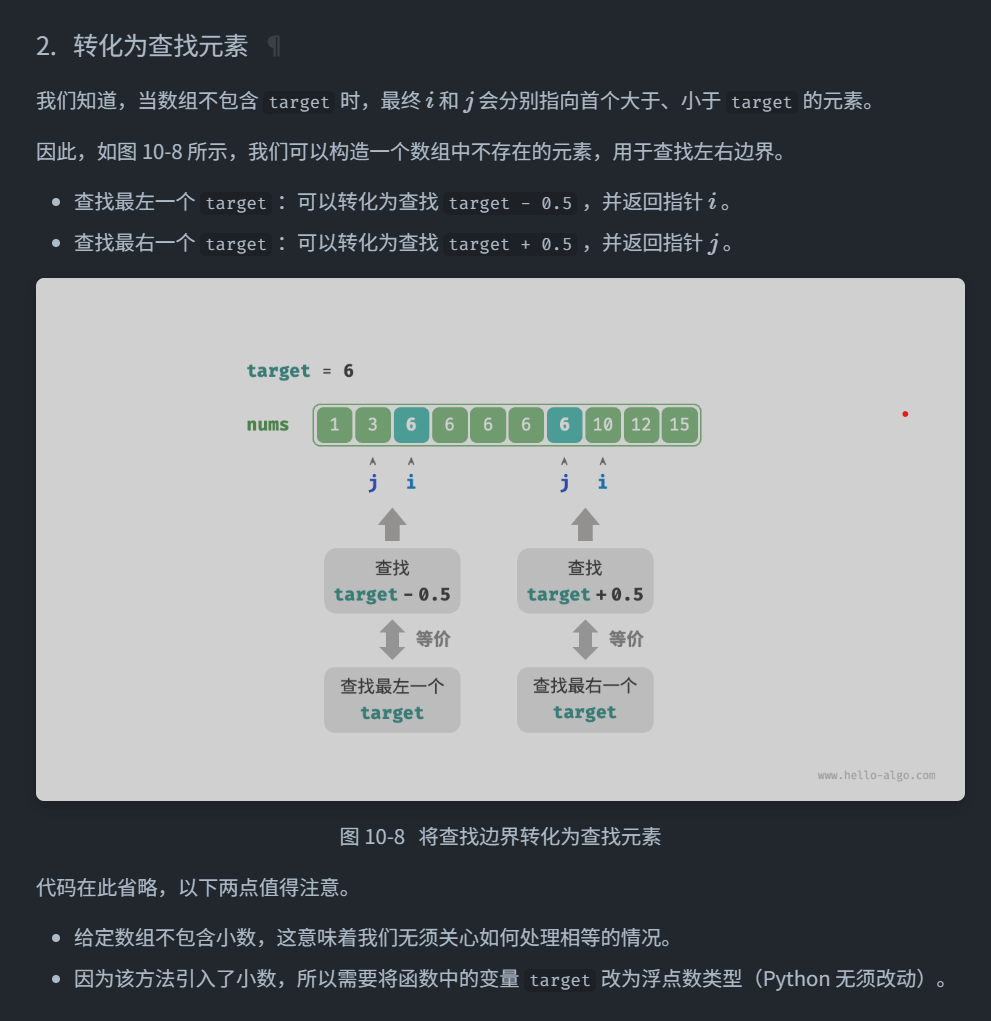 2. 转化为查找元素 ¶
我们知道，当数组不包含 target 时，最终 i 和 j 会分别指向首个大于、小于 target 的元素。
因此，如图 10-8 所示，我们可以构造一个数组中不存在的元素，用于查找左右边界。
• 查找最左一个 target ：可以转化为查找 target - 0.5 ，并返回指针 i 。
• 查找最右一个 target ：可以转化为查找 target + 0.5 ，并返回指针 j 。
target = 6
nums 1 3 6 6 6 6 6 10 12 15
j i j i
查找 查找
target - 0.5 target + 0.5
等价 等价
查找最左一个 查找最右一个
target target
www.hello-algo.com
图 10-8 将查找边界转化为查找元素
代码在此省略，以下两点值得注意。
• 给定数组不包含小数，这意味着我们无须关心如何处理相等的情况。
• 因为该方法引入了小数，所以需要将函数中的变量 target 改为浮点数类型（Python 无须改动）。